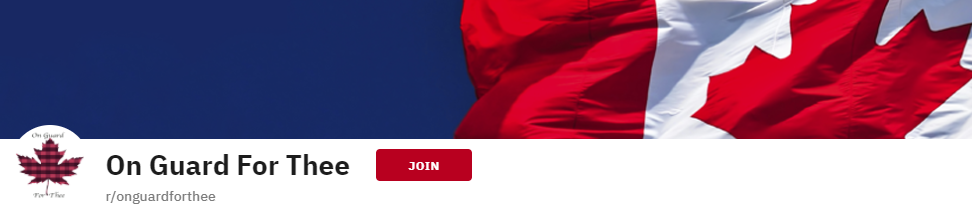 On Guard
For Thee
On Guard For Thee
JOIN
r/onguardforthee